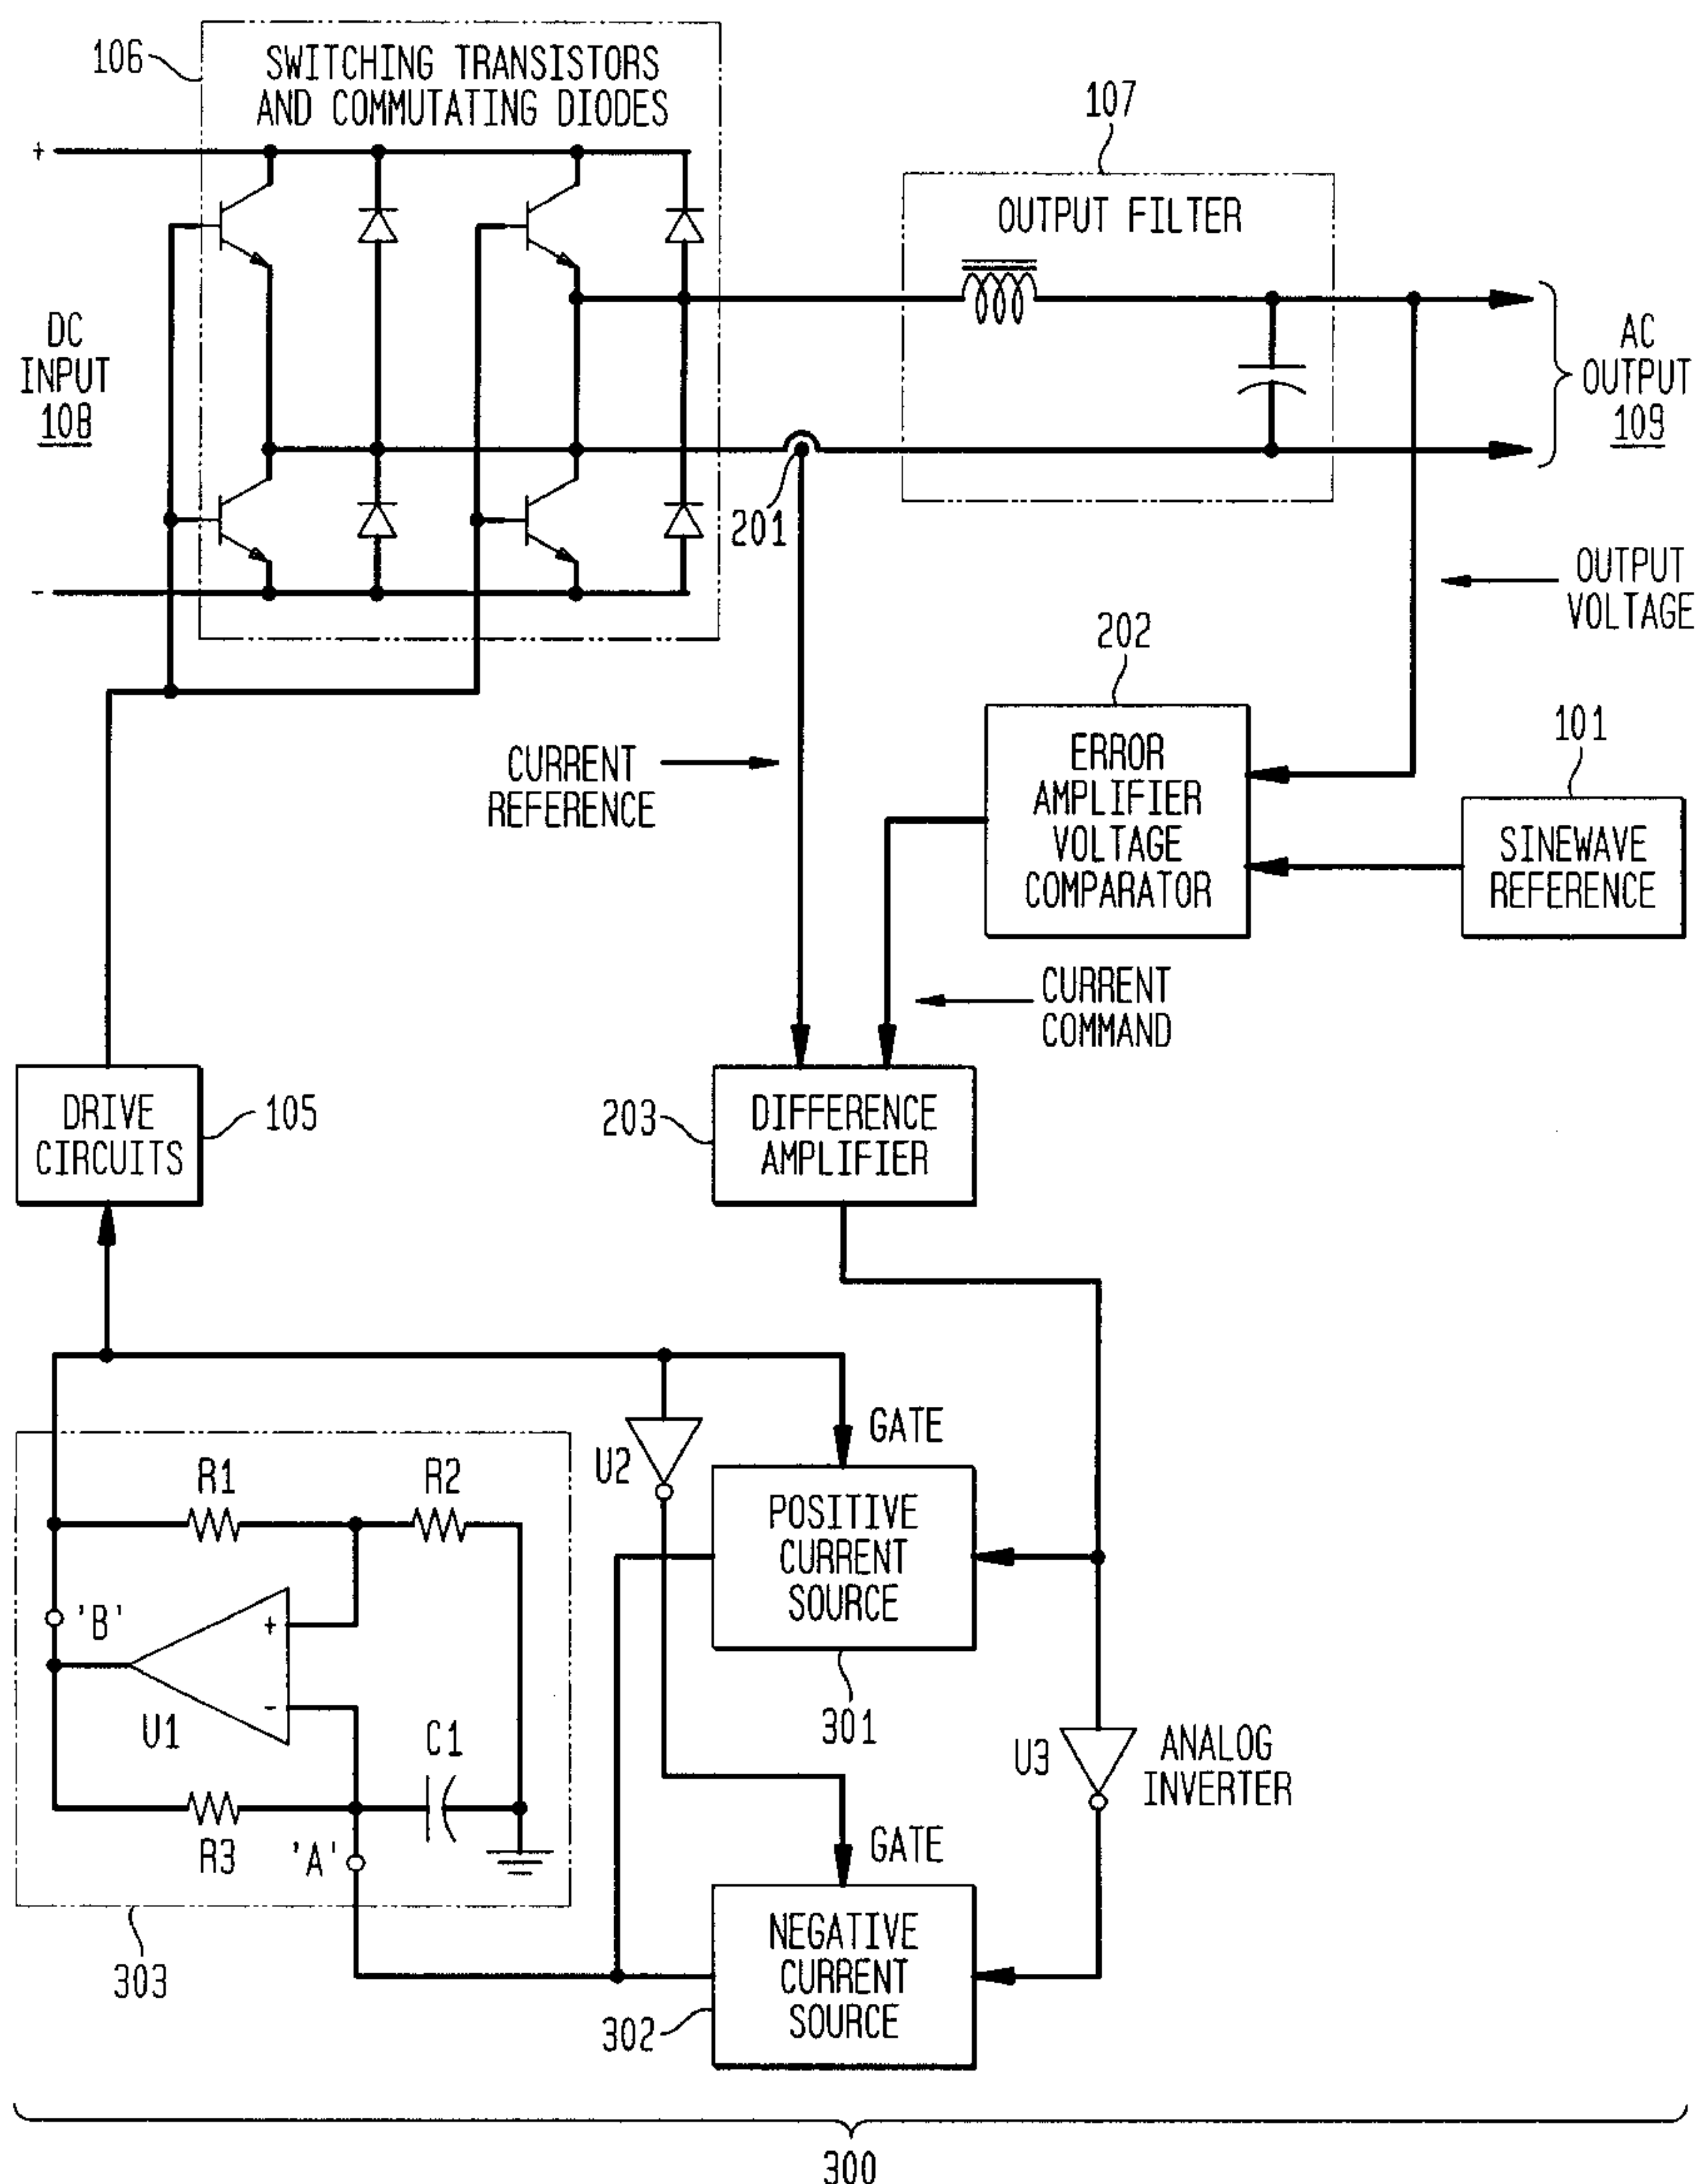 106
SWITCHING TRANSISTORS
AND COMMUTATING DIODES
107
+
OUTPUT FILTER
DC
INPUT
108
AC
OUTPUT
109
201
-
OUTPUT
VOLTAGE
202
101
CURRENT
REFERENCE
ERROR
AMPLIFIER
VOLTAGE
COMPARATOR
SINEWAVE
REFERENCE
CURRENT
COMMAND
DRIVE
CIRCUITS
105
203
DIFFERENCE
AMPLIFIER
GATE
U2
R1
R2
POSITIVE
CURRENT
SOURCE
'B'
+
-
U1
C1
301
U3
ANALOG
INVERTER
R3
'A'
GATE
303
NEGATIVE
CURRENT
SOURCE
302
300